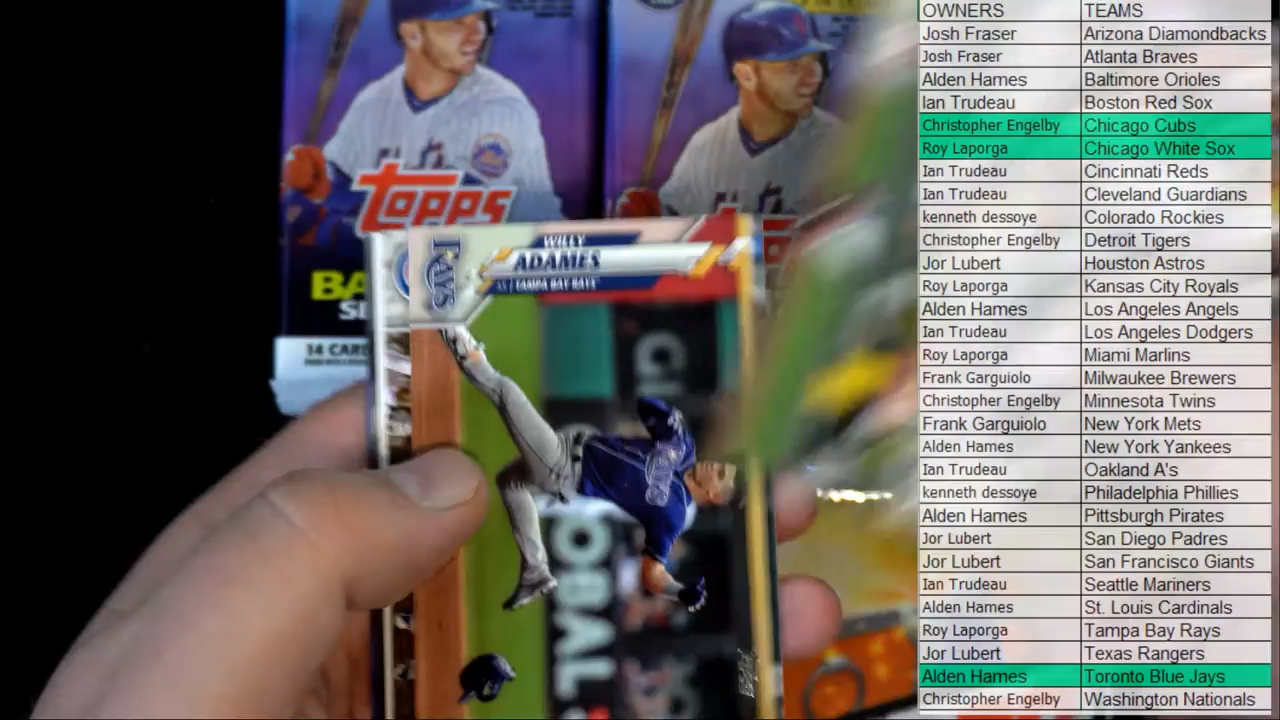 TOPPS
BA
14 CARD
RAYS
WILLY
ADAMES
SS | TAMPA BAY RAYS
OWNERS TEAMS
Josh Fraser Arizona Diamondbacks
Josh Fraser Atlanta Braves
Alden Hames Baltimore Orioles
Ian Trudeau Boston Red Sox
Christopher Engelby Chicago Cubs
Roy Laporga Chicago White Sox
Ian Trudeau Cincinnati Reds
Ian Trudeau Cleveland Guardians
kenneth dessoye Colorado Rockies
Christopher Engelby Detroit Tigers
Jor Lubert Houston Astros
Roy Laporga Kansas City Royals
Alden Hames Los Angeles Angels
Ian Trudeau Los Angeles Dodgers
Roy Laporga Miami Marlins
Frank Garguiolo Milwaukee Brewers
Christopher Engelby Minnesota Twins
Frank Garguiolo New York Mets
Alden Hames New York Yankees
Ian Trudeau Oakland A's
kenneth dessoye Philadelphia Phillies
Alden Hames Pittsburgh Pirates
Jor Lubert San Diego Padres
Jor Lubert San Francisco Giants
Ian Trudeau Seattle Mariners
Alden Hames St. Louis Cardinals
Roy Laporga Tampa Bay Rays
Jor Lubert Texas Rangers
Alden Hames Toronto Blue Jays
Christopher Engelby Washington Nationals